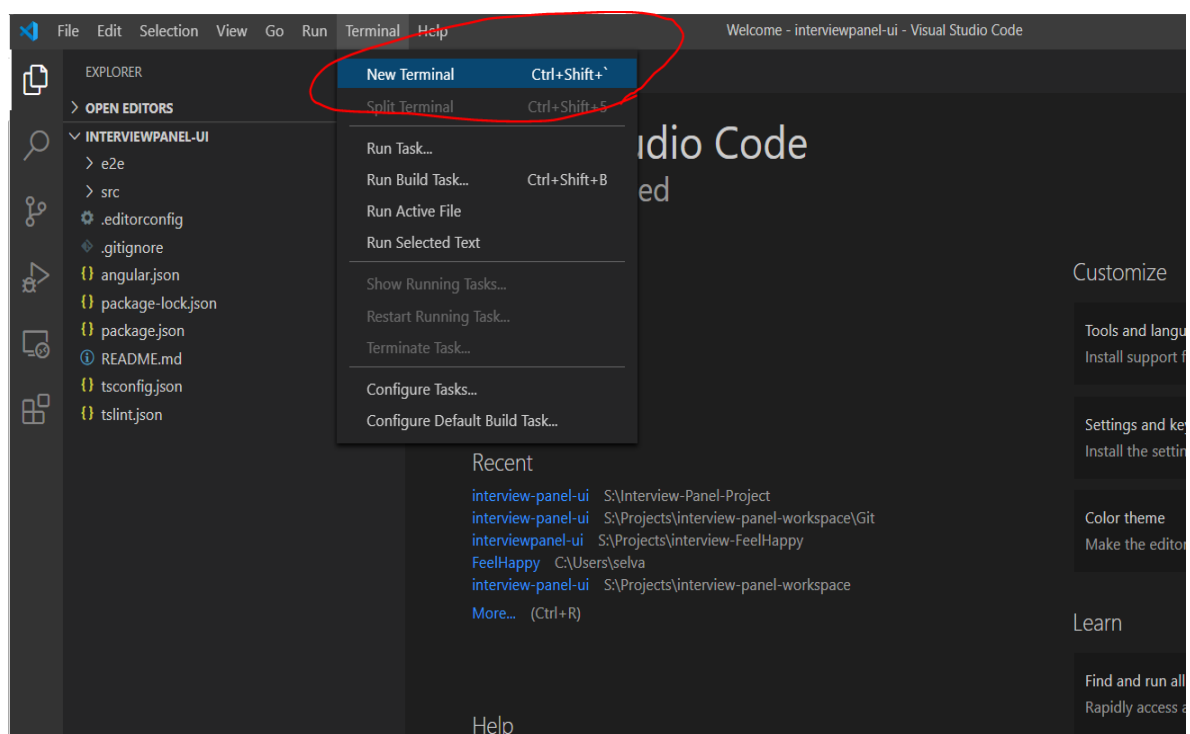 File Edit Selection View Go Run Terminal Help Welcome - interviewpanel-ui - Visual Studio Code
EXPLORER
OPEN EDITORS
INTERVIEWPANEL-UI
e2e
src
.editorconfig
.gitignore
angular.json
package-lock.json
package.json
README.md
tsconfig.json
tslint.json
New Terminal Ctrl+Shift+`
Split Terminal Ctrl+Shift+5
Run Task...
Run Build Task... Ctrl+Shift+B
Run Active File
Run Selected Text
Show Running Tasks...
Restart Running Task...
Terminate Task...
Configure Tasks...
Configure Default Build Task...
Code
ed
Recent
interview-panel-ui S:\Interview-Panel-Project
interview-panel-ui S:\Projects\interview-panel-workspace\Git
interviewpanel-ui S:\Projects\interview-FeelHappy
FeelHappy C:\Users\selva
interview-panel-ui S:\Projects\interview-panel-workspace
More... (Ctrl+R)
Help
Customize
Tools and langu
Install support f
Settings and key
Install the settin
Color theme
Make the editor
Learn
Find and run all
Rapidly access a